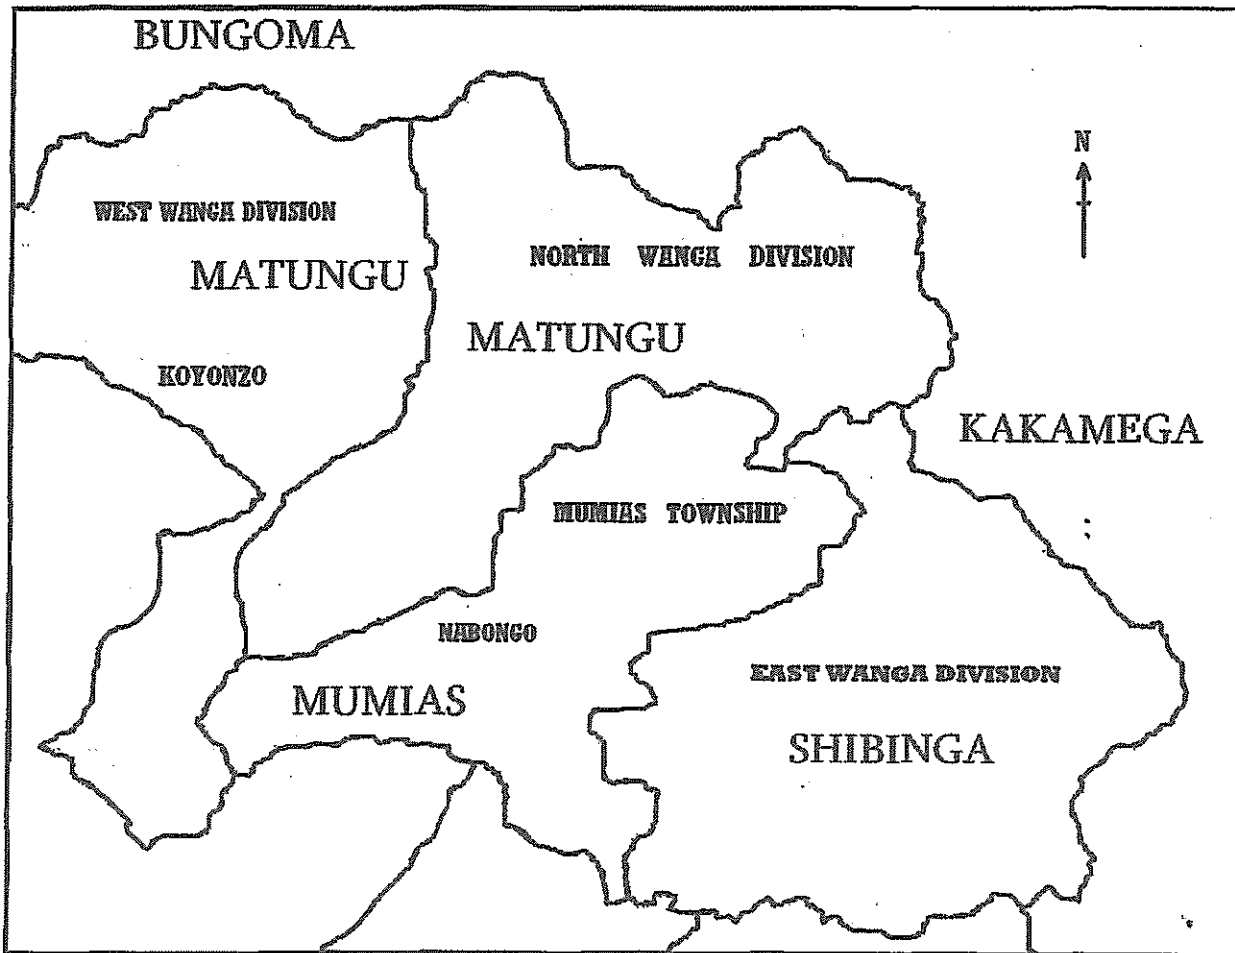 BUNGOMA
N
WEST WANGA DIVISION
NORTH WANGA DIVISION
MATUNGU
MATUNGU
KOYONZO
KAKAMEGA
MUMIAS TOWNSHIP
NABONGO
EAST WANGA DIVISION
MUMIAS
SHIBINGA